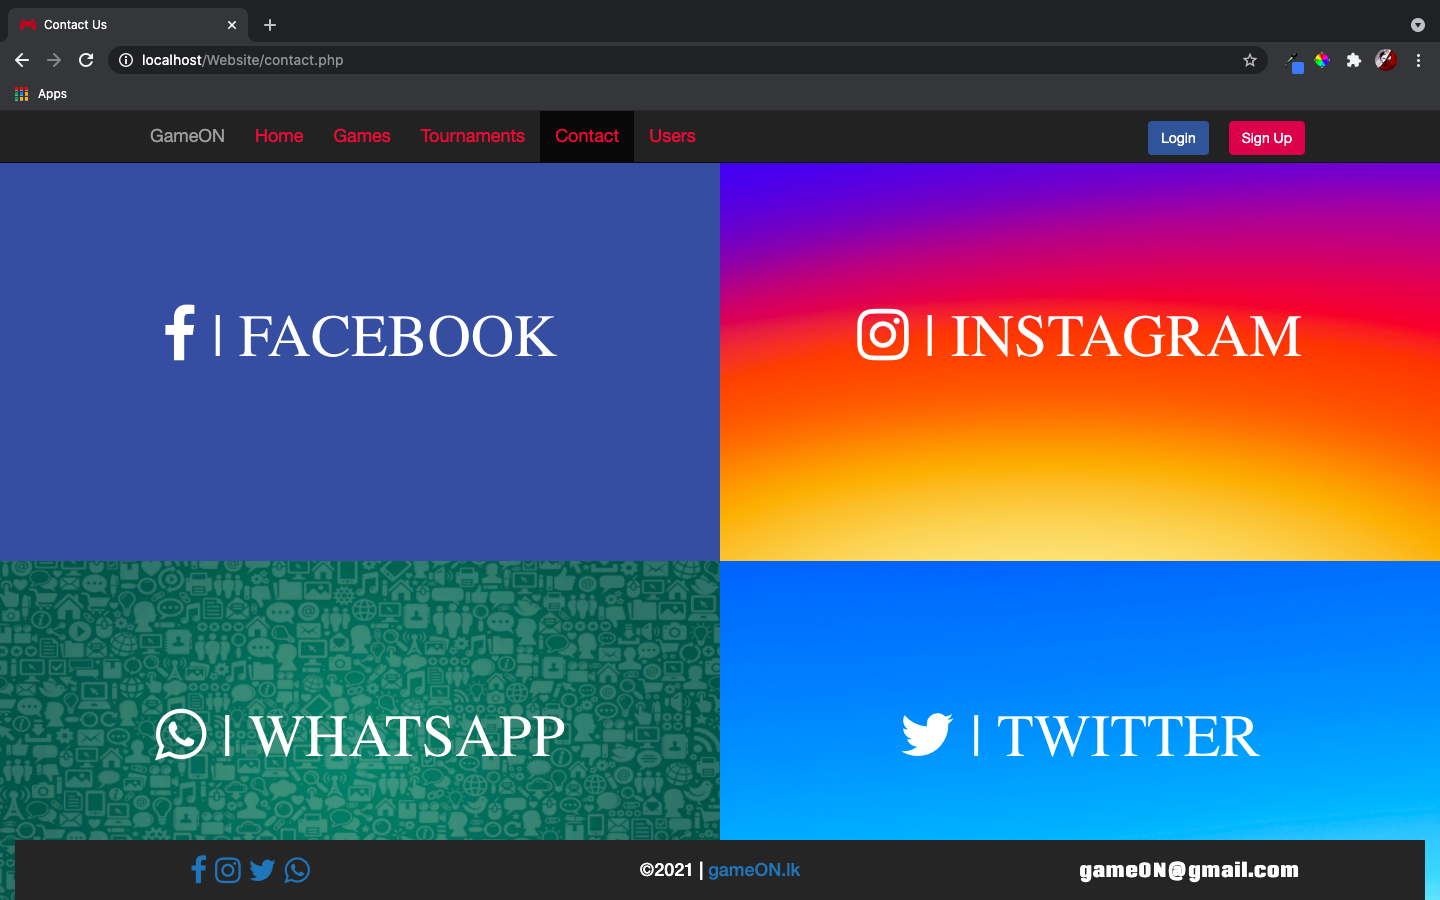 Contact Us
localhost/Website/contact.php
Apps
GameON Home Games Tournaments Contact Users Login Sign Up
| FACEBOOK
| INSTAGRAM
| WHATSAPP
| TWITTER
©2021 | gameON.lk
gameON@gmail.com